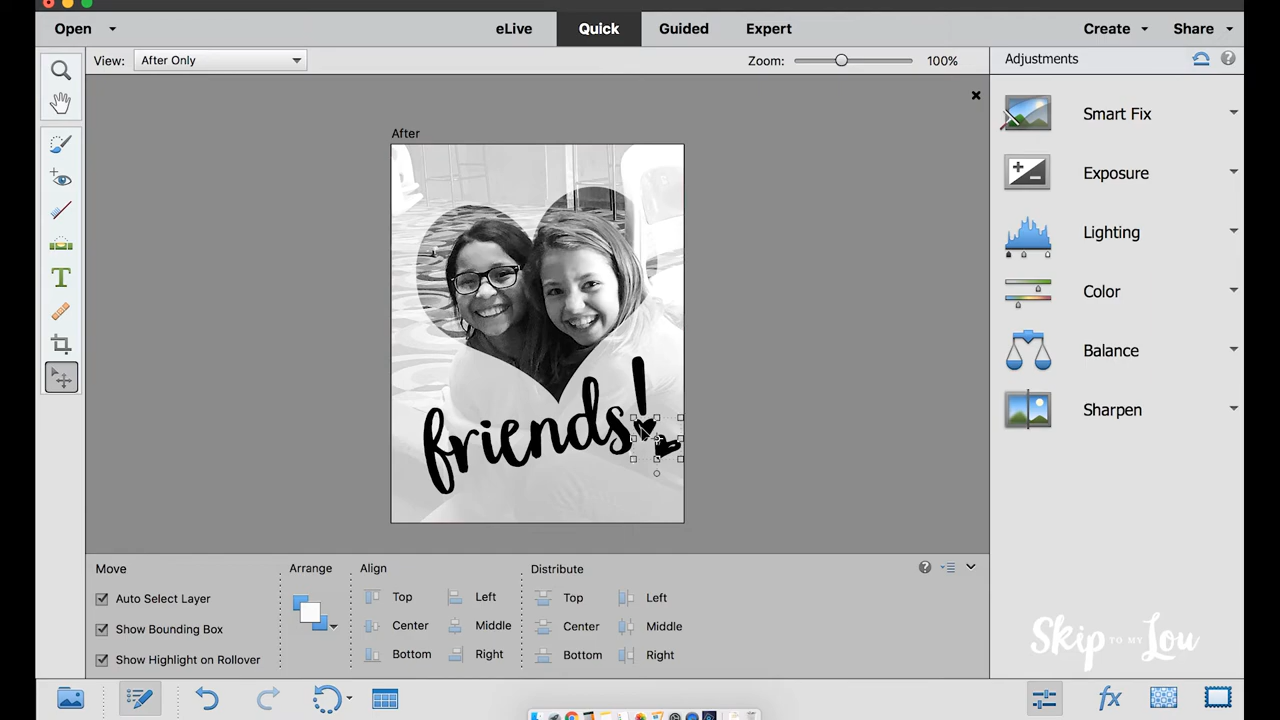 Open
eLive
Quick
Guided
Expert
Create
Share
View:
After Only
Zoom:
100%
Adjustments
After
Smart Fix
Exposure
Lighting
Color
Balance
Sharpen
friends!
Move
Auto Select Layer
Show Bounding Box
Show Highlight on Rollover
Arrange
Align
Top
Left
Center
Middle
Bottom
Right
Distribute
Top
Left
Center
Middle
Bottom
Right
Skip TO MY Lou
fx